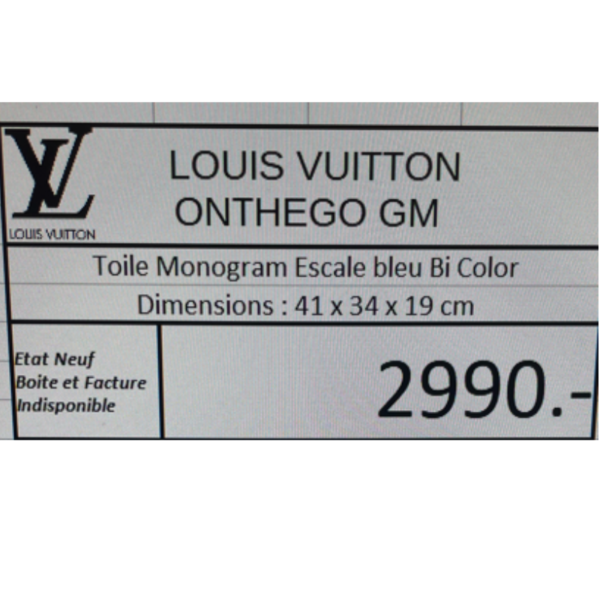 LOUIS VUITTON
ONTHEGO GM
LV
LOUIS VUITTON
Toile Monogram Escale bleu Bi Color
Dimensions : 41 x 34 x 19 cm
Etat Neuf
Boite et Facture
Indisponible
2990.-